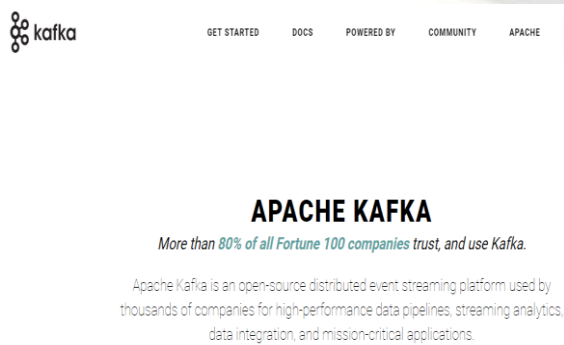 kafka
GET STARTED DOCS POWERED BY COMMUNITY APACHE
APACHE KAFKA
More than 80% of all Fortune 100 companies trust, and use Kafka.
Apache Kafka is an open-source distributed event streaming platform used by
thousands of companies for high-performance data pipelines, streaming analytics,
data integration, and mission-critical applications.